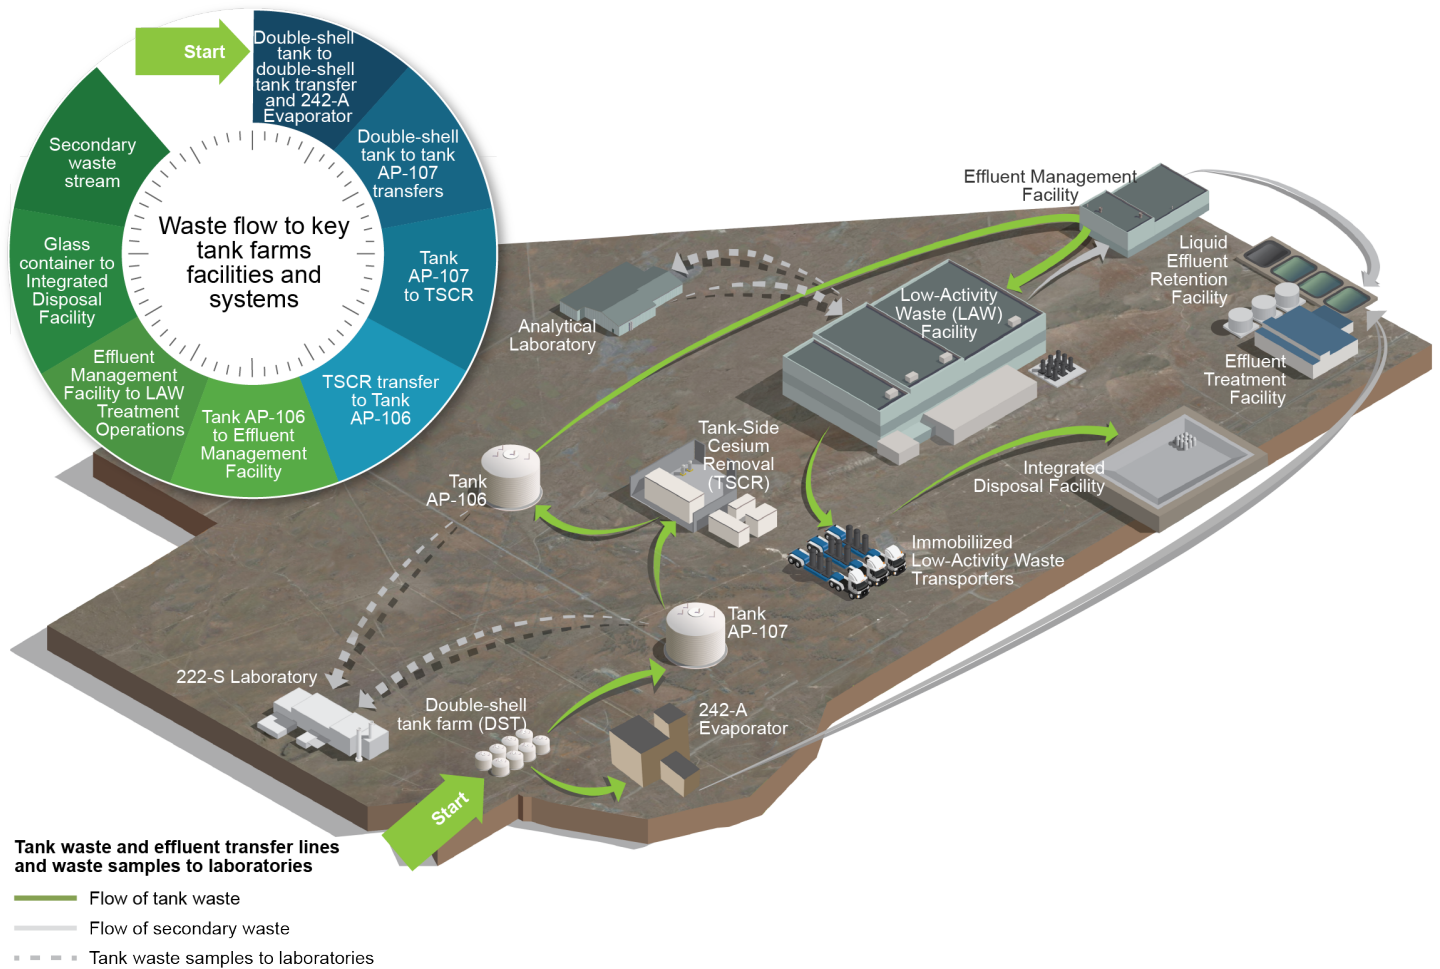 Start
Double-shell
tank to
double-shell
tank transfer
and 242-A
Evaporator
Double-shell
tank to tank
AP-107
transfers
Tank
AP-107
to TSCR
TSCR transfer
to Tank
AP-106
Tank AP-106
to Effluent
Management
Facility
Effluent
Management
Facility to LAW
Treatment
Operations
Glass
container to
Integrated
Disposal
Facility
Secondary
waste
stream
Waste flow to key
tank farms
facilities and
systems
Effluent Management
Facility
Liquid
Effluent
Retention
Facility
Effluent
Treatment
Facility
Low-Activity
Waste (LAW)
Facility
Analytical
Laboratory
Tank-Side
Cesium
Removal
(TSCR)
Integrated
Disposal Facility
Tank
AP-106
Immobiliized
Low-Activity Waste
Transporters
Tank
AP-107
222-S Laboratory
Double-shell
tank farm (DST)
242-A
Evaporator
Start
Tank waste and effluent transfer lines
and waste samples to laboratories
Flow of tank waste
Flow of secondary waste
Tank waste samples to laboratories